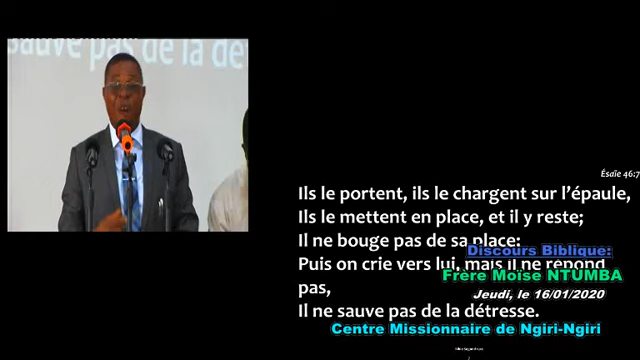 sauve pas de la détre
Ésaïe 46:7
Ils le portent, ils le chargent sur l’épaule,
Ils le mettent en place, et il y reste;
Il ne bouge pas de sa place;
Discours Biblique:
Puis on crie vers lui, mais il ne répond
Frère Moïse NTUMBA
pas,
Jeudi, le 16/01/2020
Il ne sauve pas de la détresse.
Centre Missionnaire de Ngiri-Ngiri